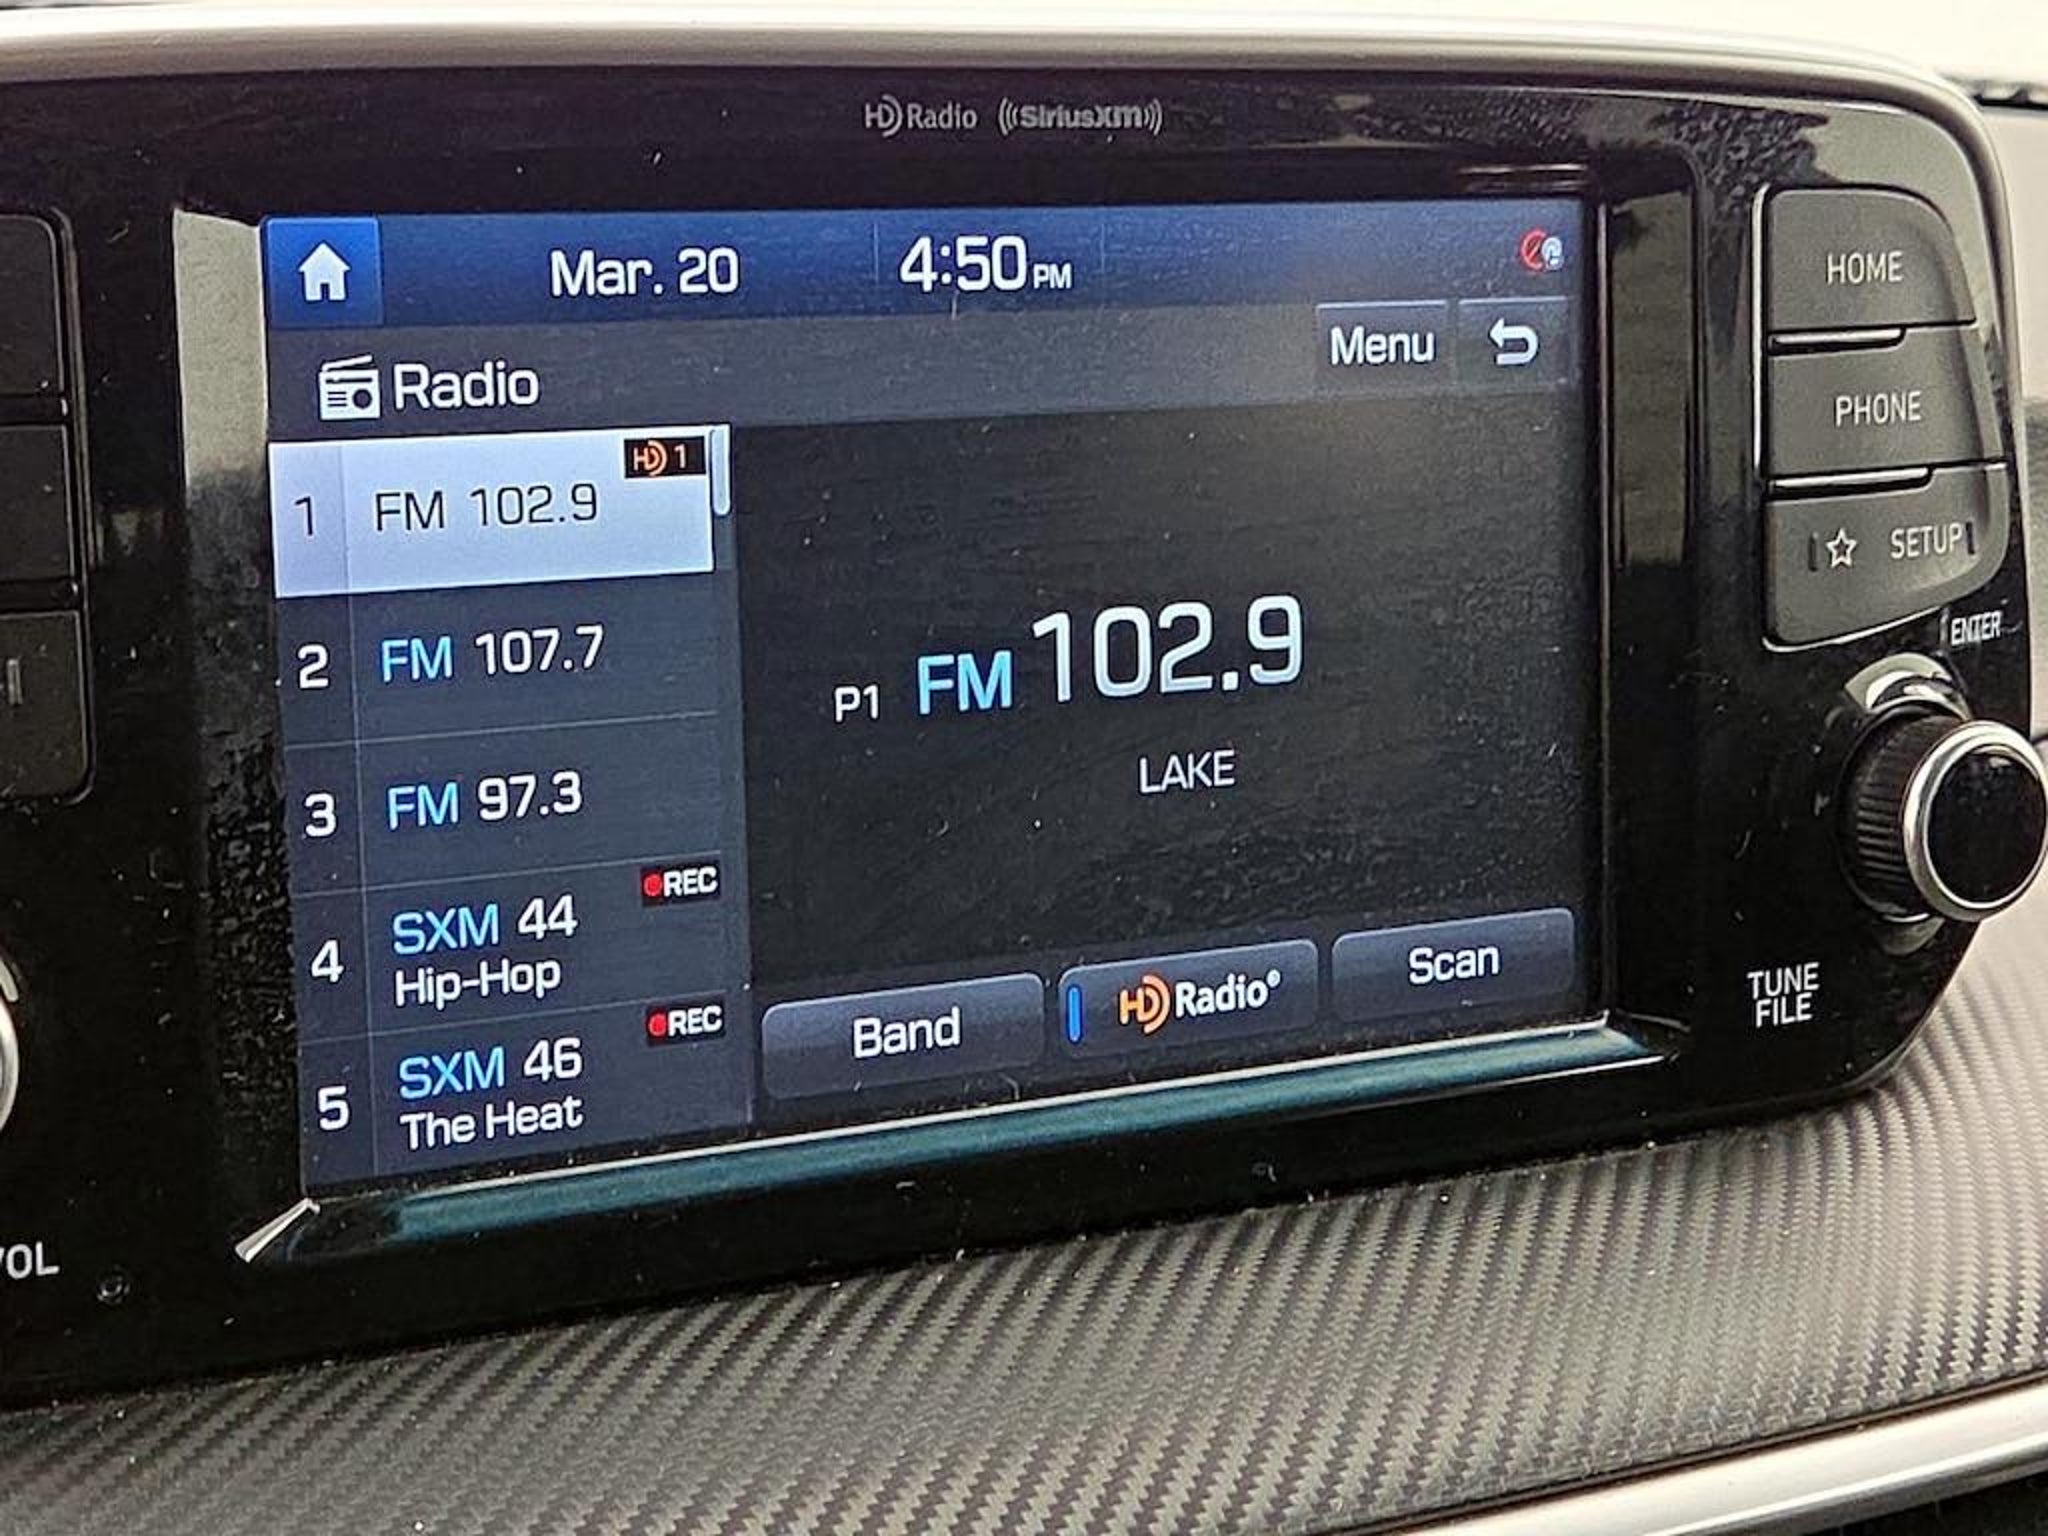 HD Radio ((SiriusXM))
Mar. 20 4:50 PM
Menu
Radio
1 FM 102.9 HD 1
2 FM 107.7
3 FM 97.3
4 SXM 44 REC
Hip-Hop
5 SXM 46 REC
The Heat
P1 FM 102.9
LAKE
Band HD Radio® Scan
HOME
PHONE
SETUP
ENTER
TUNE
FILE
VOL